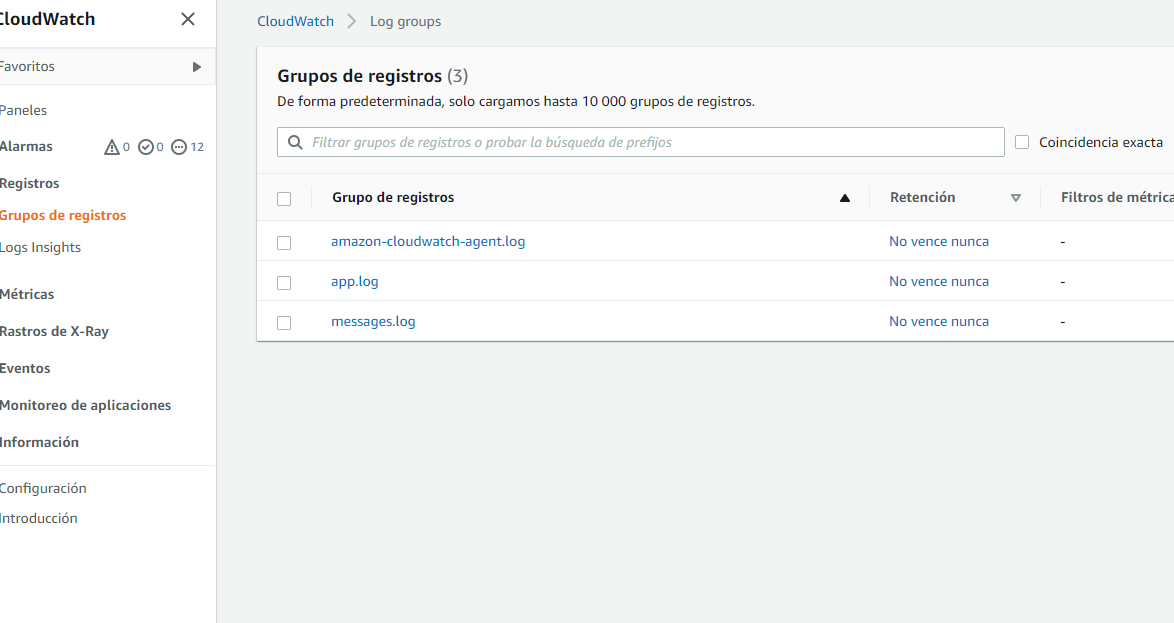 CloudWatch
Favoritos
Paneles
Alarmas 0 0 12
Registros
Grupos de registros
Logs Insights
Métricas
Rastros de X-Ray
Eventos
Monitoreo de aplicaciones
Información
Configuración
Introducción
CloudWatch > Log groups
Grupos de registros (3)
De forma predeterminada, solo cargamos hasta 10 000 grupos de registros.
Filtrar grupos de registros o probar la búsqueda de prefijos Coincidencia exacta
Grupo de registros Retención Filtros de métrica
amazon-cloudwatch-agent.log No vence nunca -
app.log No vence nunca -
messages.log No vence nunca -